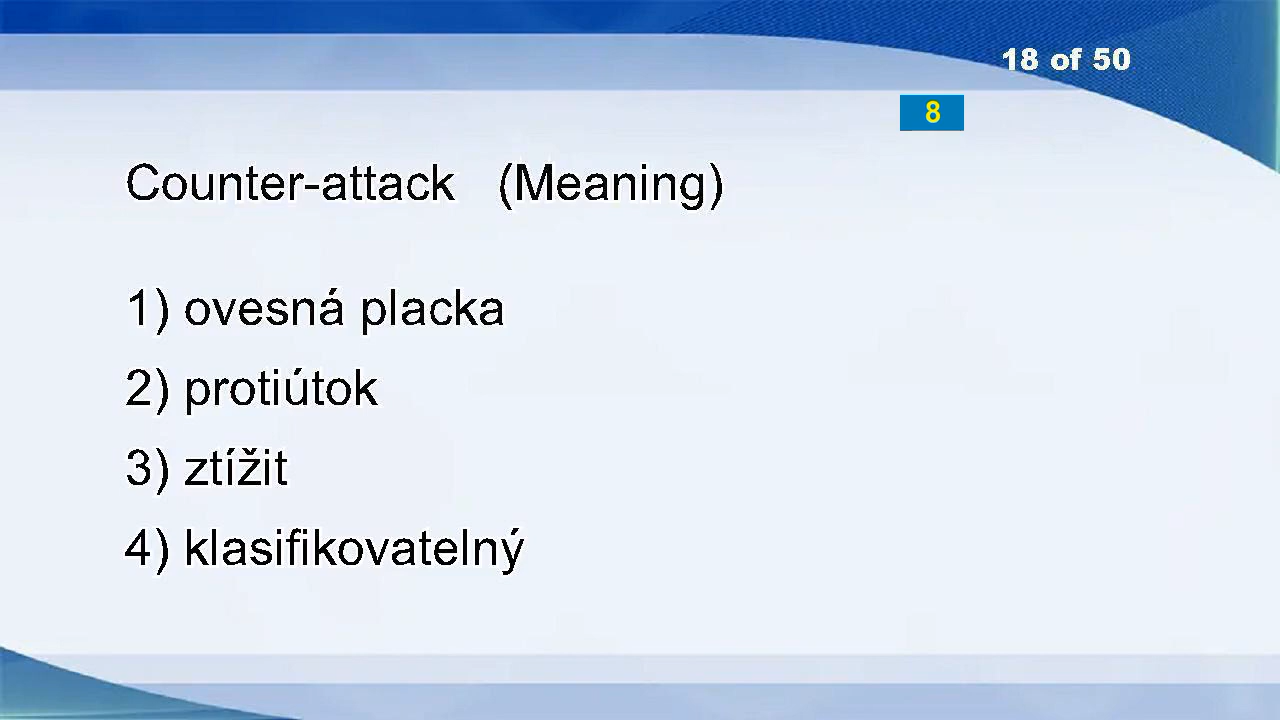 18 of 50
8
Counter-attack (Meaning)
1) ovesná placka
2) protiútok
3) ztížit
4) klasifikovatelný